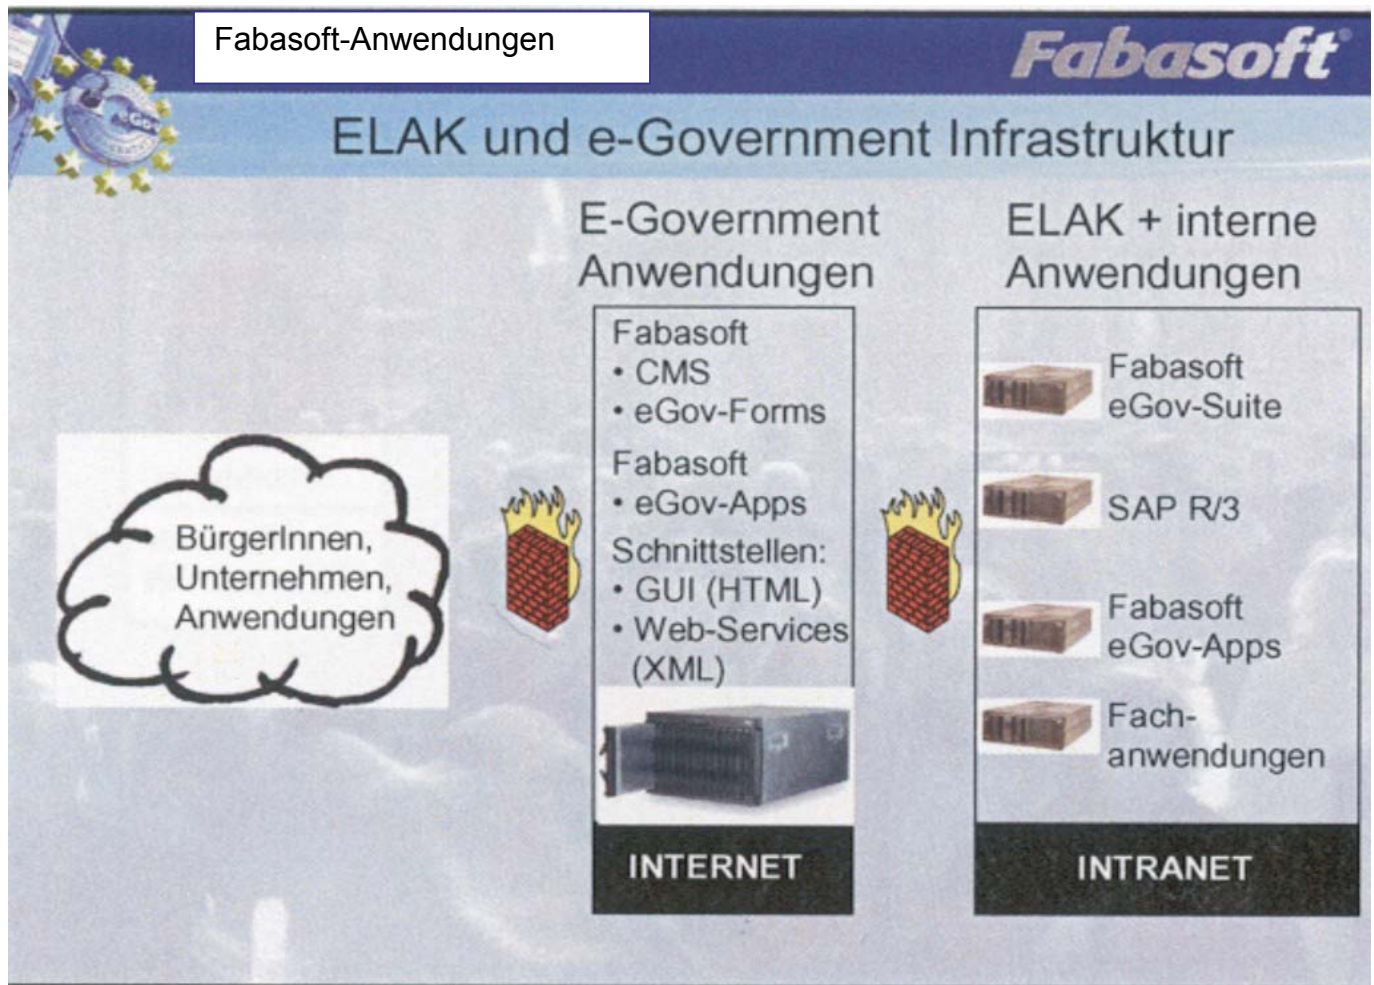 Fabasoft-Anwendungen
Fabasoft®
eGov-
ELAK und e-Government Infrastruktur
E-Government
Anwendungen
Fabasoft
• CMS
• eGov-Forms
Fabasoft
• eGov-Apps
Schnittstellen:
• GUI (HTML)
• Web-Services
(XML)
INTERNET
ELAK + interne
Anwendungen
Fabasoft
eGov-Suite
SAP R/3
Fabasoft
eGov-Apps
Fach-
anwendungen
INTRANET
BürgerInnen,
Unternehmen,
Anwendungen